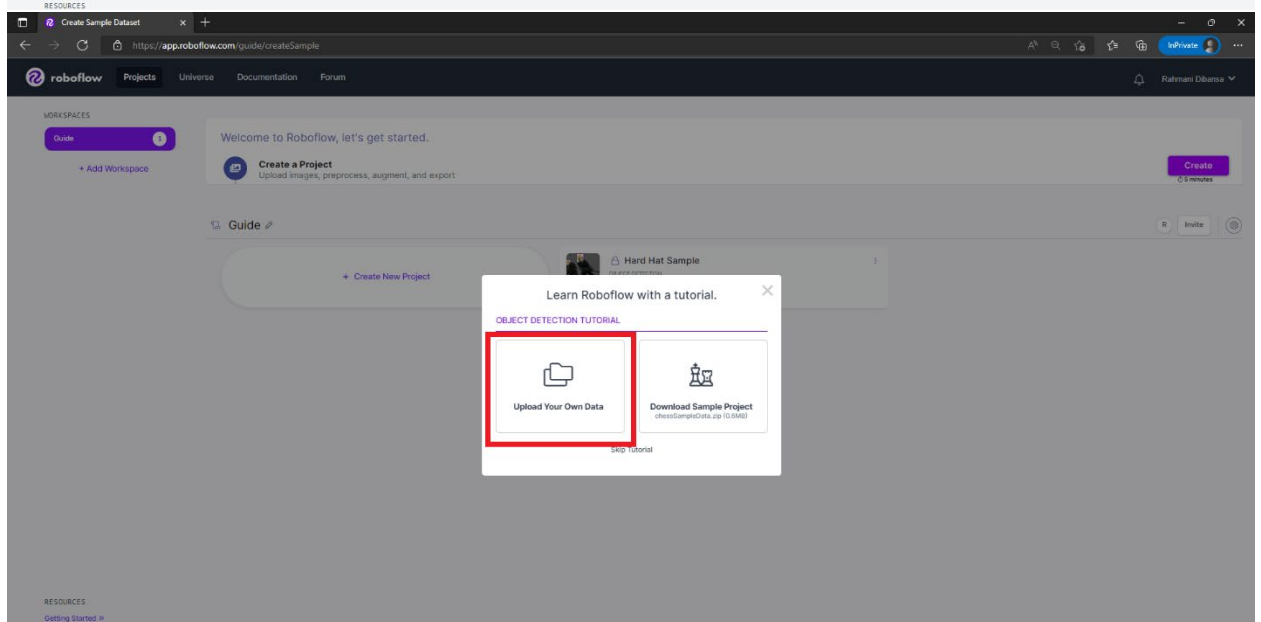 RESOURCES
Create Sample Dataset
https://app.roboflow.com/guide/createSample
InPrivate
roboflow Projects Universe Documentation Forum
Rahmani Dibansa
WORKSPACES
Guide 1
+ Add Workspace
Welcome to Roboflow, let's get started.
Create a Project
Upload images, preprocess, augment, and export
Create
5 minutes
Guide
R Invite
+ Create New Project
Hard Hat Sample
OBJECT DETECTION
Learn Roboflow with a tutorial.
OBJECT DETECTION TUTORIAL
Upload Your Own Data
Download Sample Project
chessSampleData.zip (0.6MB)
Skip Tutorial
RESOURCES
Getting Started »